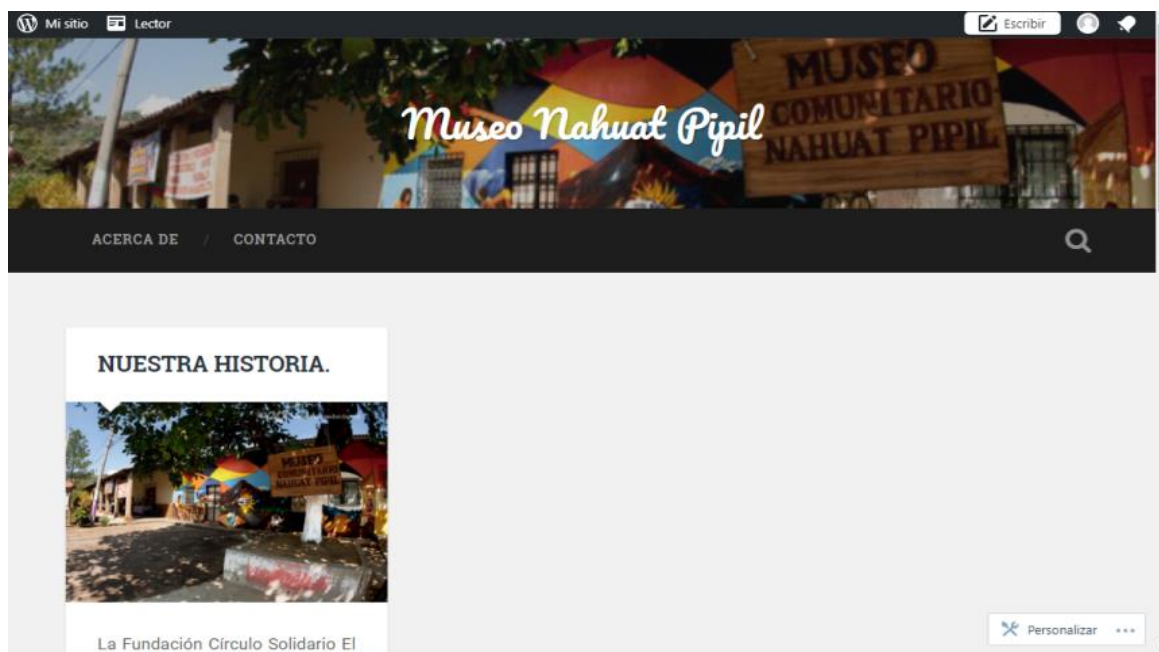 Mi sitio
Lector
Escribir
Museo Nahuat Pipil
MUSEO
COMUNITARIO
NAHUAT PIPIL
ACERCA DE / CONTACTO
NUESTRA HISTORIA.
MUSEO
COMUNITARIO
NAHUAT PIPIL
La Fundación Círculo Solidario El
Personalizar